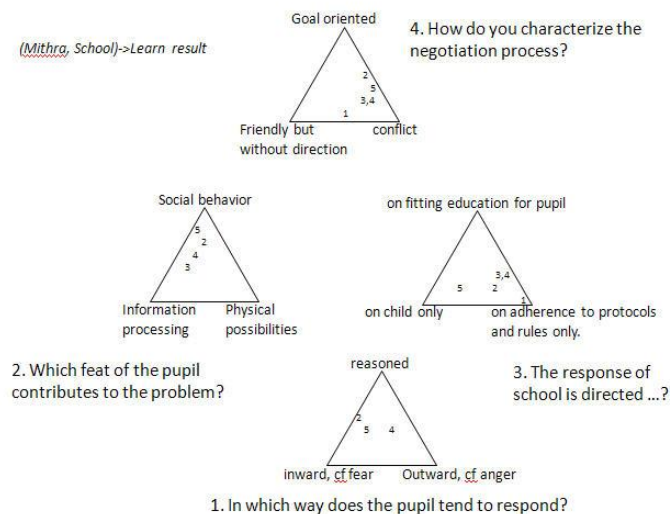 Goal oriented
4. How do you characterize the
negotiation process?
(Mithra, School)->Learn result
2
5
3,4
1
Friendly but
without direction
conflict
Social behavior
5
2
4
3
Information
processing
Physical
possibilities
on fitting education for pupil
3,4
5
2
1
on child only
on adherence to protocols
and rules only.
2. Which feat of the pupil
contributes to the problem?
3. The response of
school is directed ...?
reasoned
2
5
4
inward, cf fear
Outward, cf anger
1. In which way does the pupil tend to respond?